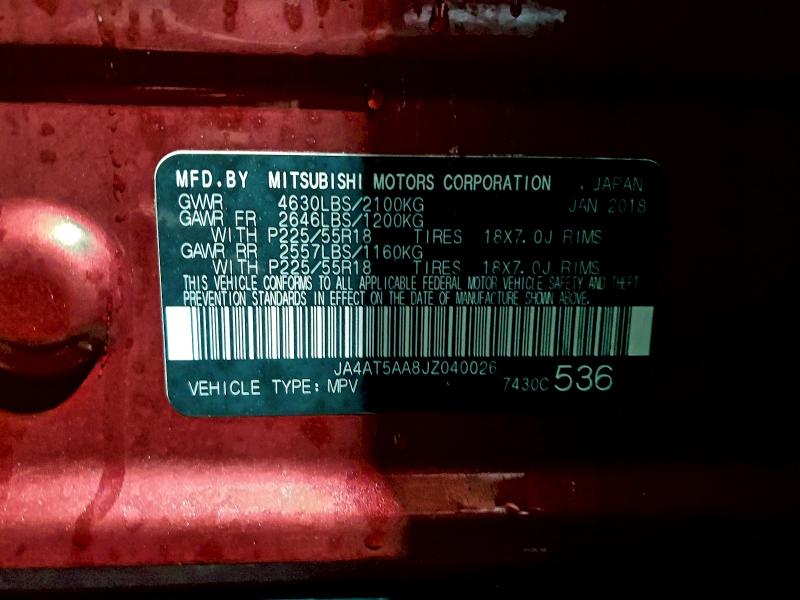 MFD.BY MITSUBISHI MOTORS CORPORATION , JAPAN
GVWR 4630LBS/2100KG JAN 2018
GAWR FR 2646LBS/1200KG
WITH P225/55R18 TIRES 18X7.0J RIMS
GAWR RR 2557LBS/1160KG
WITH P225/55R18 TIRES 18X7.0J RIMS
THIS VEHICLE CONFORMS TO ALL APPLICABLE FEDERAL MOTOR VEHICLE SAFETY AND THEFT
PREVENTION STANDARDS IN EFFECT ON THE DATE OF MANUFACTURE SHOWN ABOVE.
JA4AT5AA8JZ040026
VEHICLE TYPE: MPV 7430C 536